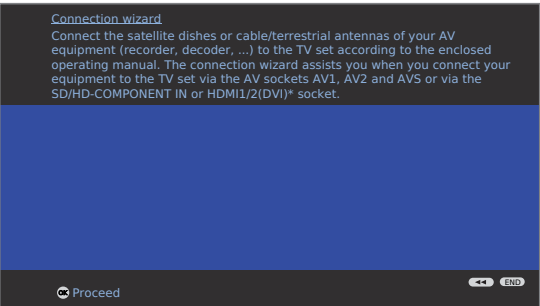 Connection wizard
Connect the satellite dishes or cable/terrestrial antennas of your AV
equipment (recorder, decoder, ...) to the TV set according to the enclosed
operating manual. The connection wizard assists you when you connect your
equipment to the TV set via the AV sockets AV1, AV2 and AVS or via the
SD/HD-COMPONENT IN or HDMI1/2(DVI)* socket.
END
OK Proceed